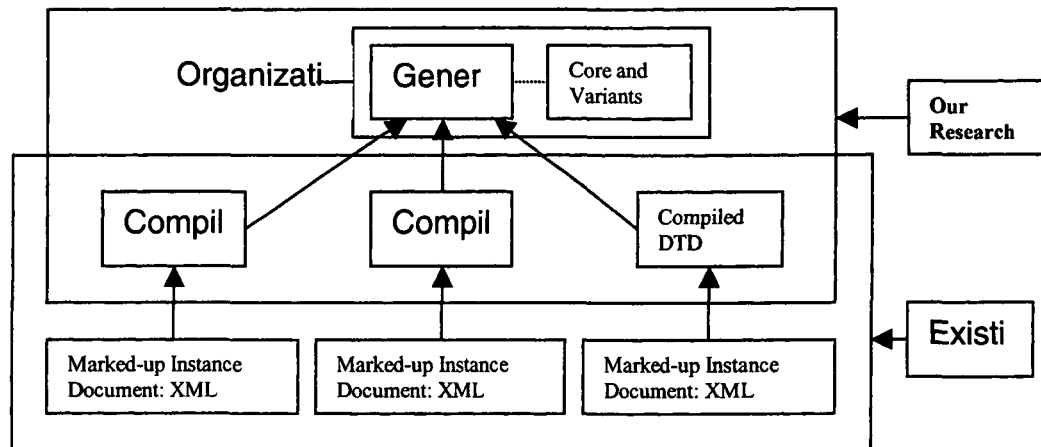 Organizati
Gener
Core and
Variants
Our
Research
Compil
Compil
Compiled
DTD
Existi
Marked-up Instance
Document: XML
Marked-up Instance
Document: XML
Marked-up Instance
Document: XML